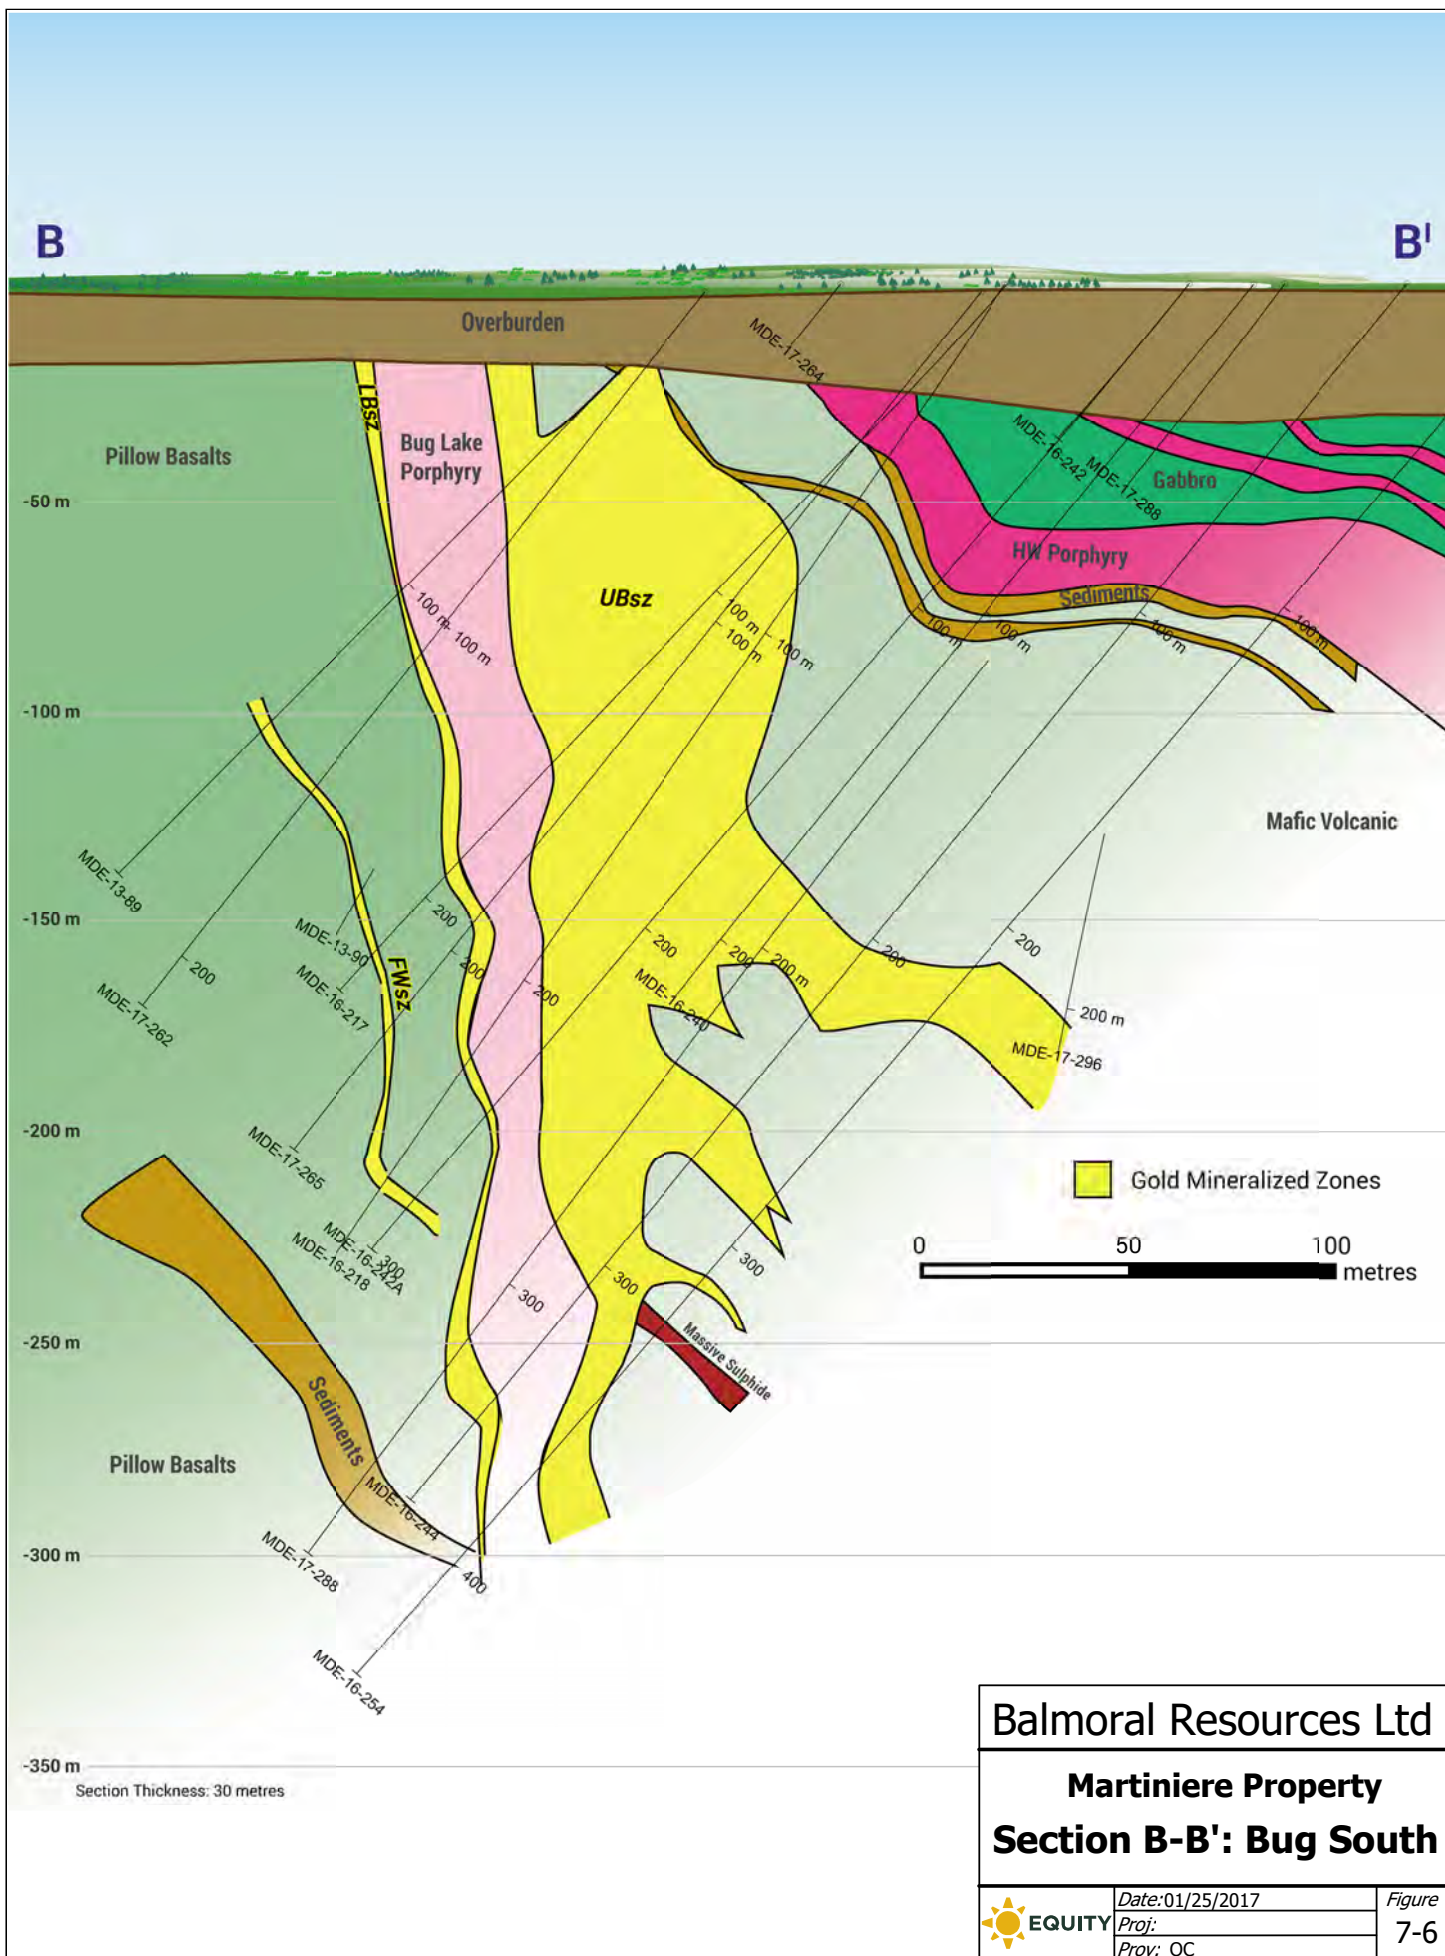 B
B'
Overburden
MDE-17-264
LBsz
Bug Lake
Porphyry
Pillow Basalts
MDE-16-242
MDE-17-288
Gabbro
-50 m
HW Porphyry
Sediments
UBsz
100 m
100 m
100 m
100 m
100 m
100 m
100 m
100 m
100 m
-100 m
Mafic Volcanic
MDE-13-89
-150 m
200
200
200
200
200
200 m
200
200
MDE-13-90
FWsz
MDE-16-217
MDE-16-240
200
MDE-17-262
200 m
MDE-17-296
-200 m
MDE-17-265
Gold Mineralized Zones
MDE-16-242A
MDE-16-218
300
300
300
300
0 50 100
metres
-250 m
Massive Sulphide
Sediments
Pillow Basalts
MDE-16-244
-300 m
MDE-17-288
400
MDE-16-254
-350 m
Section Thickness: 30 metres
Balmoral Resources Ltd
Martiniere Property
Section B-B': Bug South
EQUITY
Date:01/25/2017
Proj:
Prov: QC
Figure
7-6